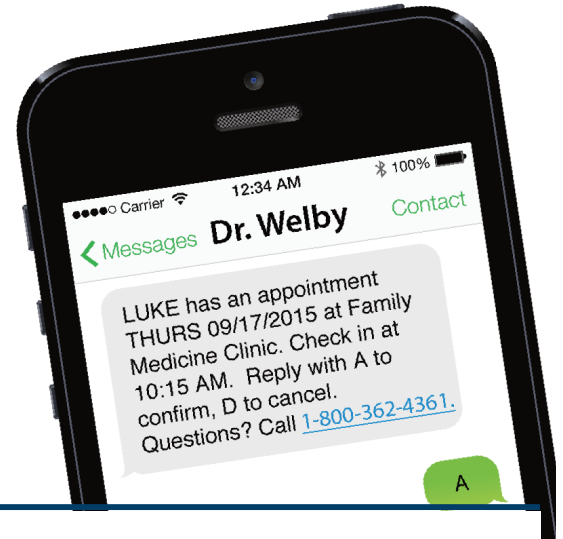 Carrier 12:34 AM 100%
Messages Dr. Welby Contact
LUKE has an appointment
THURS 09/17/2015 at Family
Medicine Clinic. Check in at
10:15 AM. Reply with A to
confirm, D to cancel.
Questions? Call 1-800-362-4361.
A